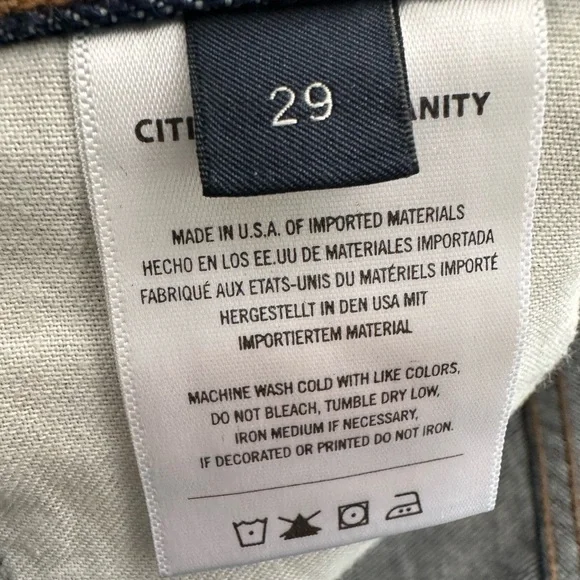 29
CITI ANITY
MADE IN U.S.A. OF IMPORTED MATERIALS
HECHO EN LOS EE.UU DE MATERIALES IMPORTADA
FABRIQUÉ AUX ETATS-UNIS DU MATÉRIELS IMPORTÉ
HERGESTELLT IN DEN USA MIT
IMPORTIERTEM MATERIAL
MACHINE WASH COLD WITH LIKE COLORS,
DO NOT BLEACH, TUMBLE DRY LOW,
IRON MEDIUM IF NECESSARY,
IF DECORATED OR PRINTED DO NOT IRON.